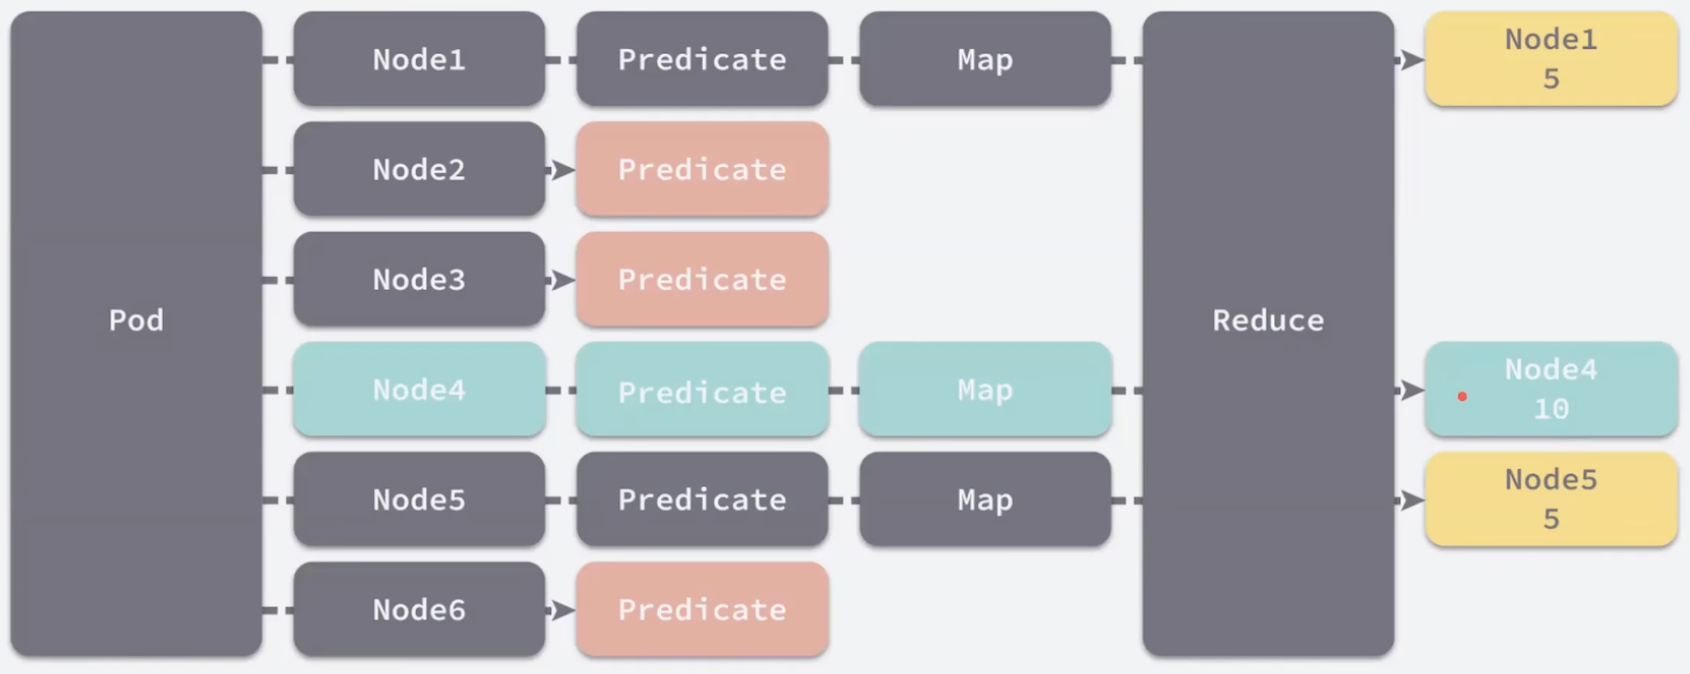 Pod
Node1
Predicate
Map
Node2
Predicate
Node3
Predicate
Node4
Predicate
Map
Node5
Predicate
Map
Node6
Predicate
Reduce
Node1
5
Node4
10
Node5
5